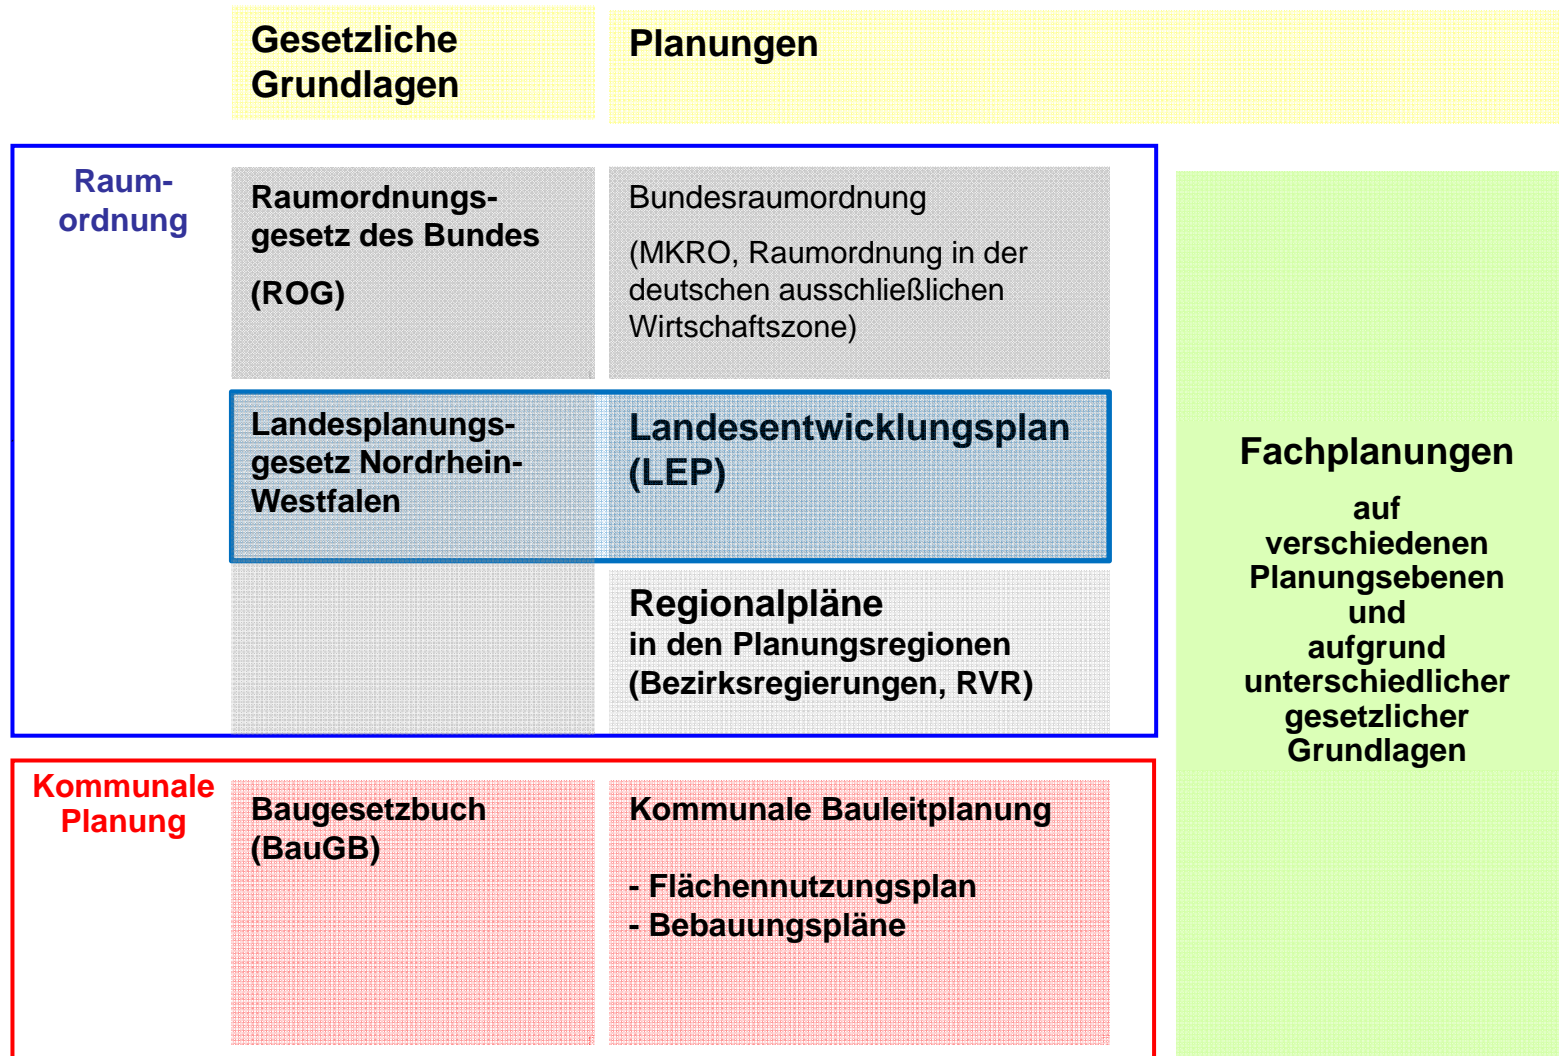 Gesetzliche
Grundlagen
Planungen
Raum-
ordnung
Raumordnungs-
gesetz des Bundes
(ROG)
Bundesraumordnung
(MKRO, Raumordnung in der
deutschen ausschließlichen
Wirtschaftszone)
Landesplanungs-
gesetz Nordrhein-
Westfalen
Landesentwicklungsplan
(LEP)
Regionalpläne
in den Planungsregionen
(Bezirksregierungen, RVR)
Kommunale
Planung
Baugesetzbuch
(BauGB)
Kommunale Bauleitplanung
- Flächennutzungsplan
- Bebauungspläne
Fachplanungen
auf
verschiedenen
Planungsebenen
und
aufgrund
unterschiedlicher
gesetzlicher
Grundlagen